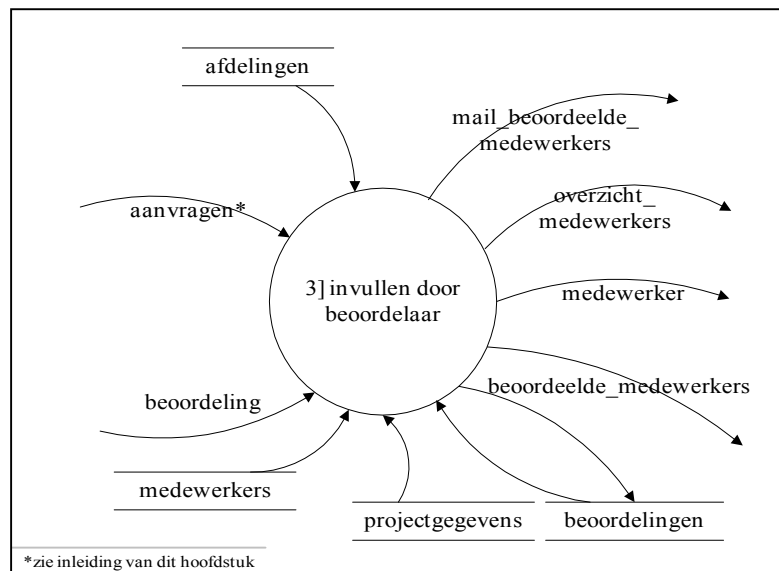 afdelingen
mail_beoordeelde_
medewerkers
aanvragen*
overzicht_
medewerkers
3] invullen door
beoordelaar
medewerker
beoordeling
beoordeelde_medewerkers
medewerkers
projectgegevens
beoordelingen
*zie inleiding van dit hoofdstuk